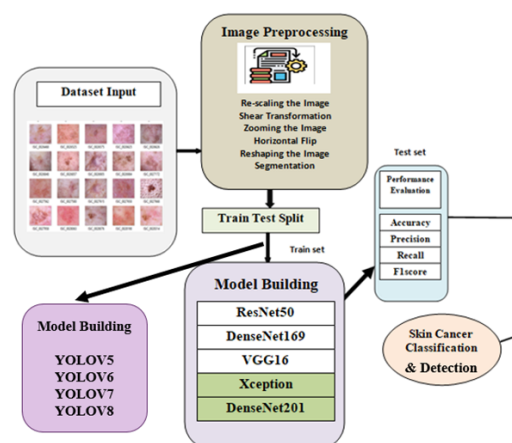 Image Preprocessing
Dataset Input
Re-scaling the Image
Shear Transformation
Zooming the Image
Horizontal Flip
Reshaping the Image
Segmentation
Train Test Split
Train set
Test set
Performance
Evaluation
Accuracy
Precision
Recall
F1score
Model Building
ResNet50
DenseNet169
VGG16
Xception
DenseNet201
Model Building
YOLOV5
YOLOV6
YOLOV7
YOLOV8
Skin Cancer
Classification
& Detection